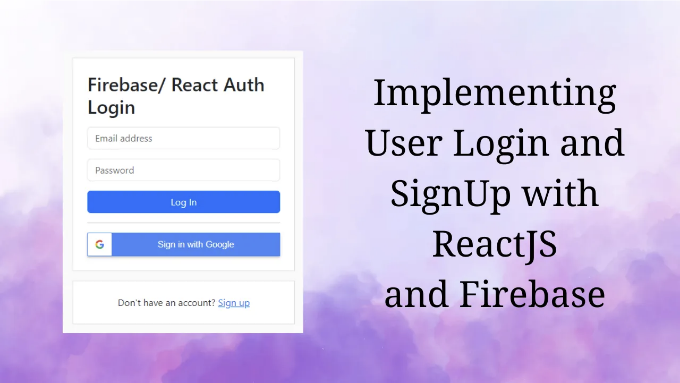 Firebase/ React Auth
Login
Email address
Password
Log In
G Sign in with Google
Don't have an account? Sign up
Implementing
User Login and
SignUp with
ReactJS
and Firebase